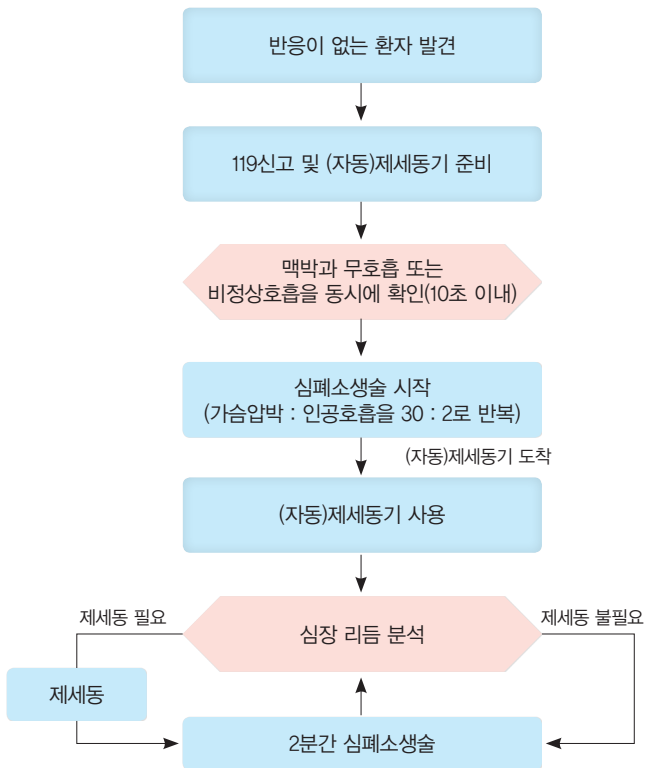 반응이 없는 환자 발견
119신고 및 (자동)제세동기 준비
맥박과 무호흡 또는
비정상호흡을 동시에 확인(10초 이내)
심폐소생술 시작
(가슴압박 : 인공호흡을 30 : 2로 반복)
(자동)제세동기 도착
(자동)제세동기 사용
제세동 필요
심장 리듬 분석
제세동 불필요
제세동
2분간 심폐소생술